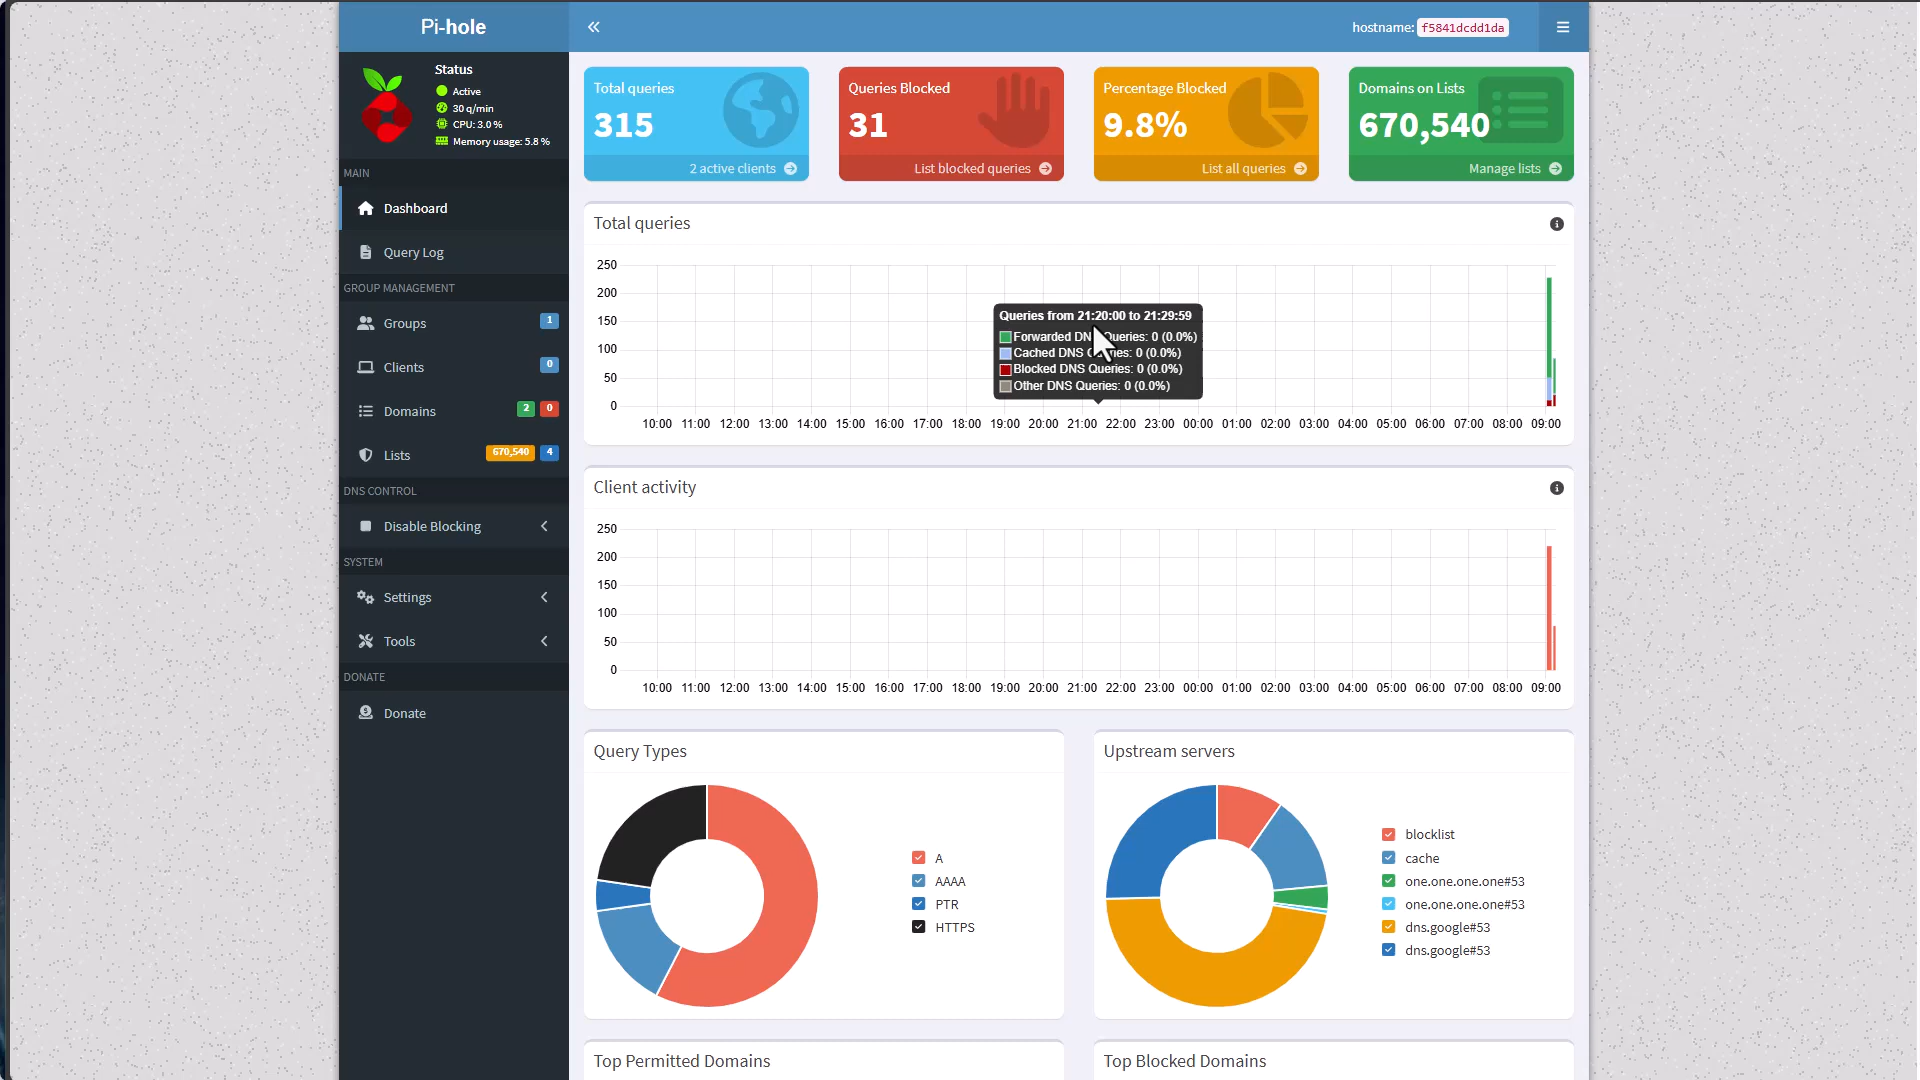 Pi-hole
hostname: f5841dcdd1da
Status
Active
30 q/min
CPU: 3.0 %
Memory usage: 5.8 %
MAIN
Dashboard
Query Log
GROUP MANAGEMENT
Groups 1
Clients 0
Domains 2 0
Lists 670,540 4
DNS CONTROL
Disable Blocking
SYSTEM
Settings
Tools
DONATE
Donate
Total queries
315
2 active clients
Queries Blocked
31
List blocked queries
Percentage Blocked
9.8%
List all queries
Domains on Lists
670,540
Manage lists
Total queries
250
200
150
100
50
0
Queries from 21:20:00 to 21:29:59
Forwarded DN Queries: 0 (0.0%)
Cached DNS Q es: 0 (0.0%)
Blocked DNS Queries: 0 (0.0%)
Other DNS Queries: 0 (0.0%)
10:00 11:00 12:00 13:00 14:00 15:00 16:00 17:00 18:00 19:00 20:00 21:00 22:00 23:00 00:00 01:00 02:00 03:00 04:00 05:00 06:00 07:00 08:00 09:00
Client activity
250
200
150
100
50
0
10:00 11:00 12:00 13:00 14:00 15:00 16:00 17:00 18:00 19:00 20:00 21:00 22:00 23:00 00:00 01:00 02:00 03:00 04:00 05:00 06:00 07:00 08:00 09:00
Query Types
A
AAAA
PTR
HTTPS
Upstream servers
blocklist
cache
one.one.one.one#53
one.one.one.one#53
dns.google#53
dns.google#53
Top Permitted Domains
Top Blocked Domains